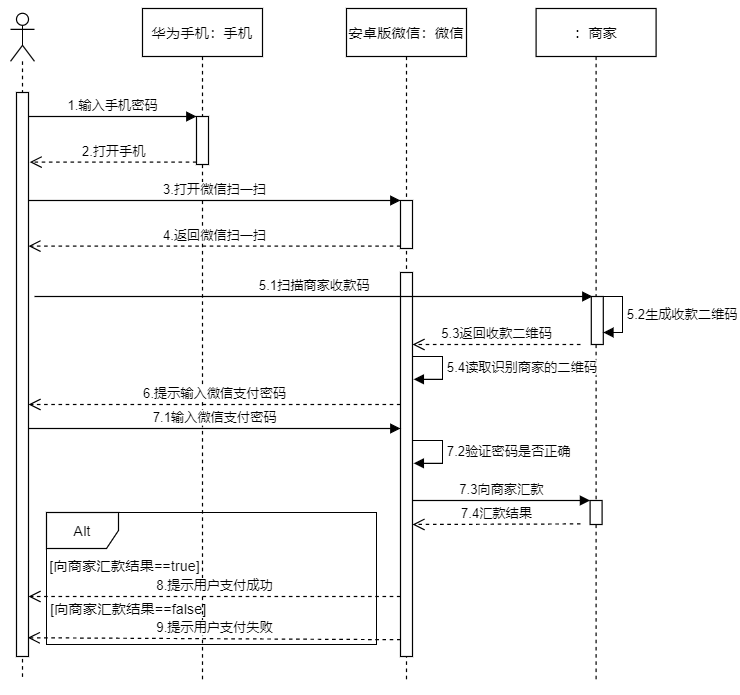 华为手机：手机
安卓版微信：微信
：商家
1.输入手机密码
2.打开手机
3.打开微信扫一扫
4.返回微信扫一扫
5.1扫描商家收款码
5.2生成收款二维码
5.3返回收款二维码
5.4读取识别商家的二维码
6.提示输入微信支付密码
7.1输入微信支付密码
7.2验证密码是否正确
7.3向商家汇款
7.4汇款结果
Alt
[向商家汇款结果==true]
8.提示用户支付成功
[向商家汇款结果==false]
9.提示用户支付失败